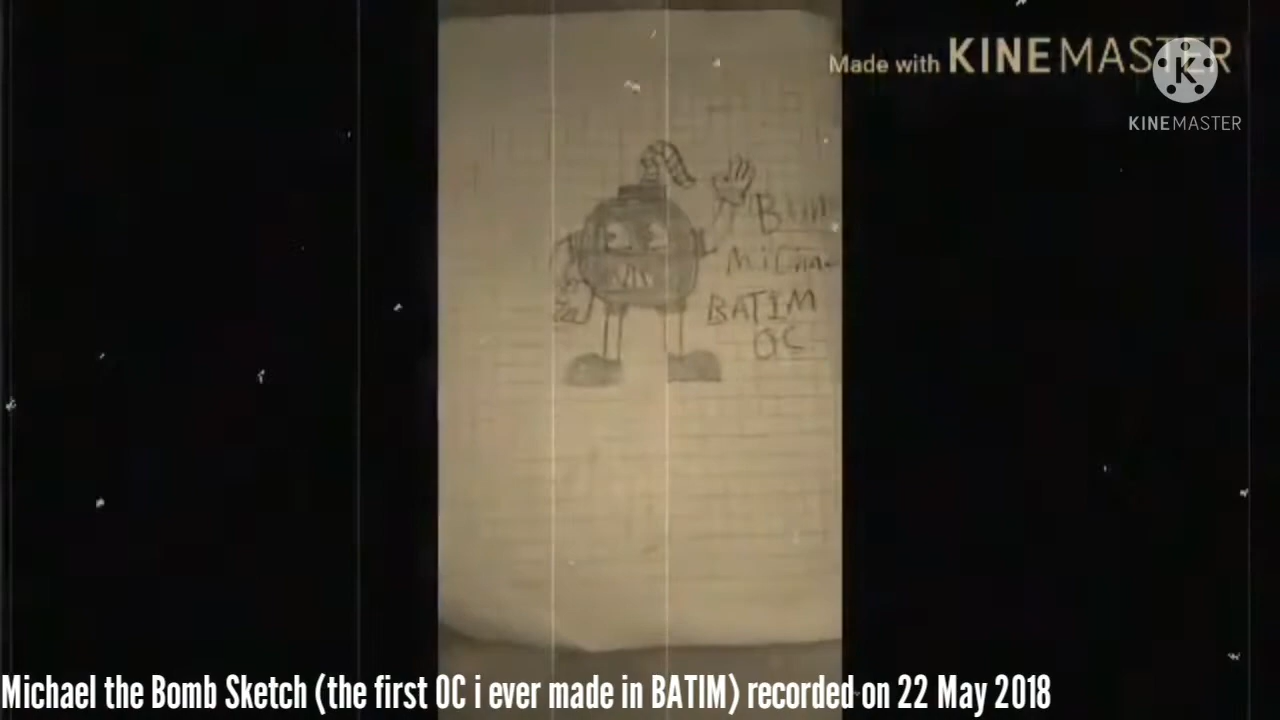 Made with KINEMASTER
K
KINEMASTER
BATIM
OC
Michael the Bomb Sketch (the first OC i ever made in BATIM) recorded on 22 May 2018